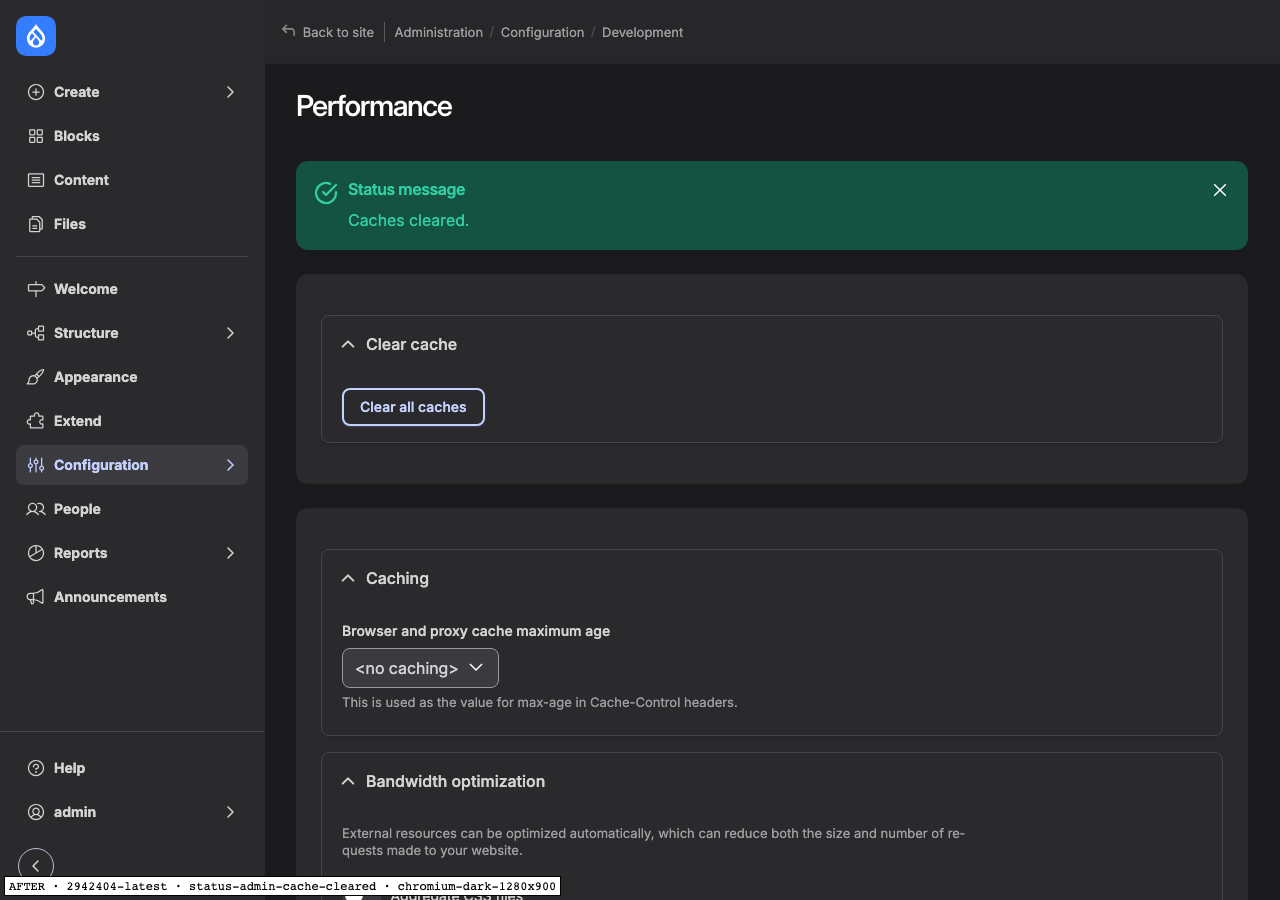 Back to site
Administration / Configuration / Development
Create
Blocks
Content
Files
Welcome
Structure
Appearance
Extend
Configuration
People
Reports
Announcements
Help
admin
Performance
Status message
Caches cleared.
Clear cache
Clear all caches
Caching
Browser and proxy cache maximum age
<no caching>
This is used as the value for max-age in Cache-Control headers.
Bandwidth optimization
External resources can be optimized automatically, which can reduce both the size and number of re-
quests made to your website.
Aggregate CSS files
AFTER · 2942404-latest · status-admin-cache-cleared · chromium-dark-1280x900